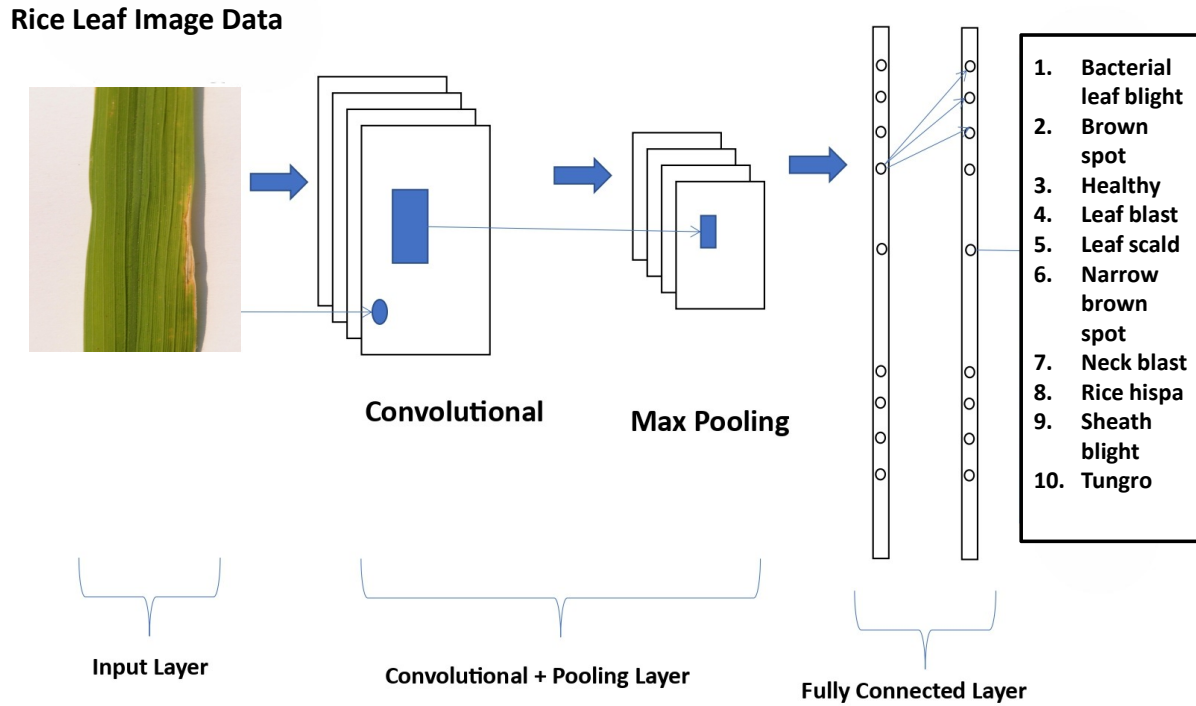 Rice Leaf Image Data
1. Bacterial
leaf blight
2. Brown
spot
3. Healthy
4. Leaf blast
5. Leaf scald
6. Narrow
brown
spot
7. Neck blast
8. Rice hispa
9. Sheath
blight
10. Tungro
Convolutional
Max Pooling
Input Layer
Convolutional + Pooling Layer
Fully Connected Layer